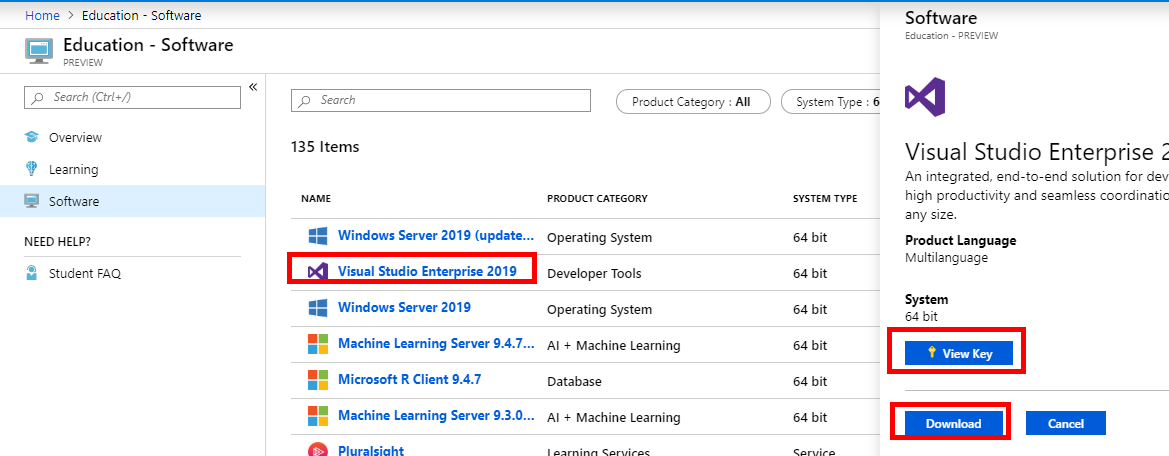 Home > Education - Software
Education - Software
PREVIEW
Search (Ctrl+/)
«
Overview
Learning
Software
NEED HELP?
Student FAQ
Search
Product Category : All
System Type : 6
135 Items
NAME PRODUCT CATEGORY SYSTEM TYPE
Windows Server 2019 (update... Operating System 64 bit
Visual Studio Enterprise 2019 Developer Tools 64 bit
Windows Server 2019 Operating System 64 bit
Machine Learning Server 9.4.7... AI + Machine Learning 64 bit
Microsoft R Client 9.4.7 Database 64 bit
Machine Learning Server 9.3.0... AI + Machine Learning 64 bit
Pluralsight Learning Services Service
Software
Education - PREVIEW
Visual Studio Enterprise 2
An integrated, end-to-end solution for dev
high productivity and seamless coordinatio
any size.
Product Language
Multilanguage
System
64 bit
View Key
Download Cancel